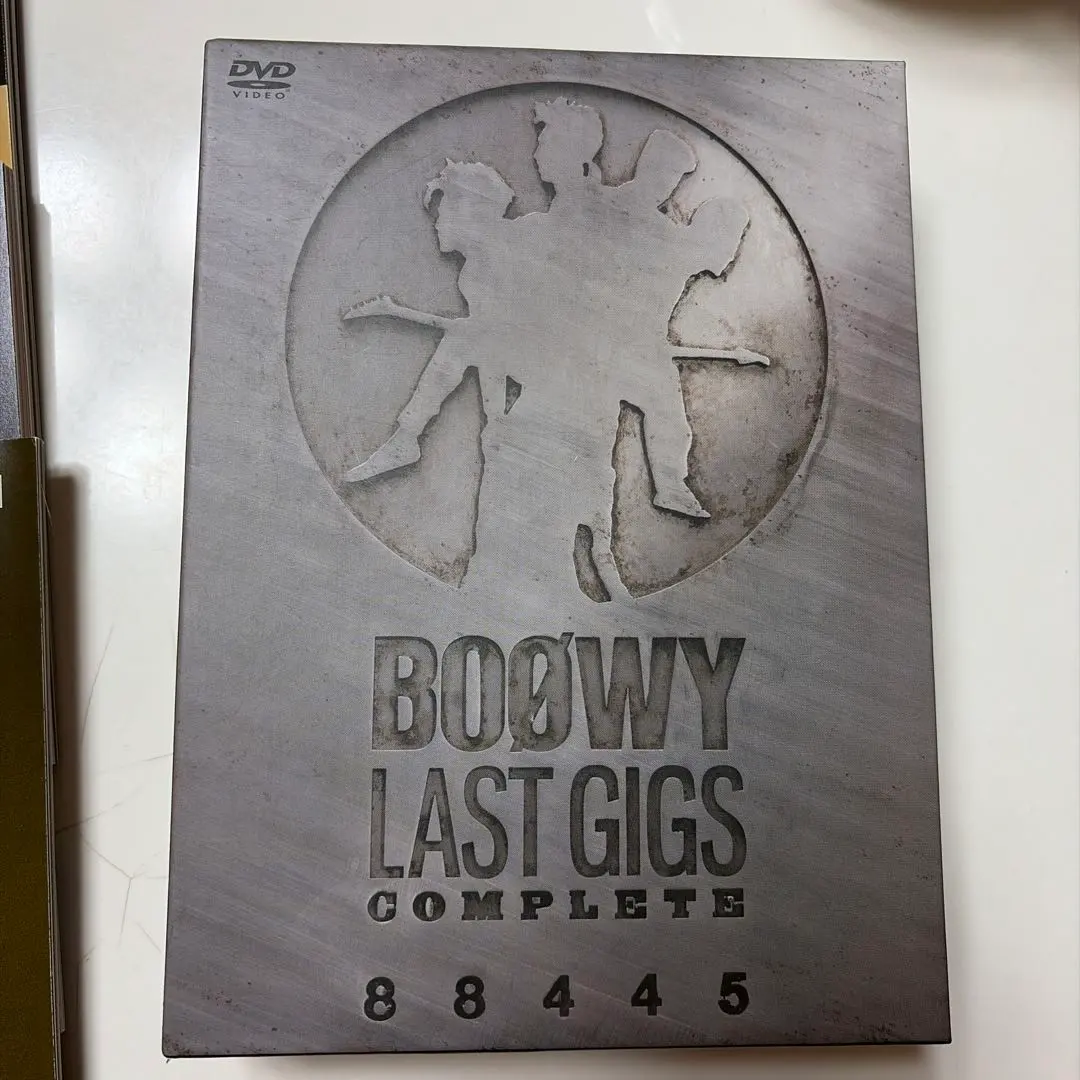 DVD
VIDEO
BOØWY
LAST GIGS
COMPLETE
8 8 4 4 5